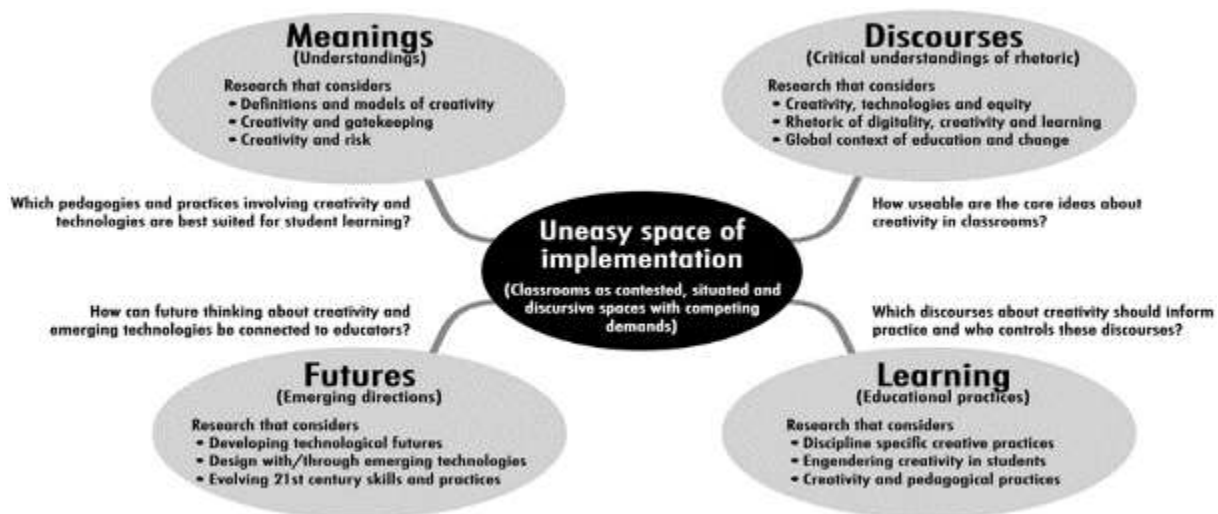 Meanings
(Understandings)
Research that considers
• Definitions and models of creativity
• Creativity and gatekeeping
• Creativity and risk
Discourses
(Critical understandings of rhetoric)
Research that considers
• Creativity, technologies and equity
• Rhetoric of digitality, creativity and learning
• Global context of education and change
Which pedagogies and practices involving creativity and
technologies are best suited for student learning?
How useable are the core ideas about
creativity in classrooms?
Uneasy space of
implementation
(Classrooms as contested, situated and
discursive spaces with competing
demands)
How can future thinking about creativity and
emerging technologies be connected to educators?
Which discourses about creativity should inform
practice and who controls these discourses?
Futures
(Emerging directions)
Research that considers
• Developing technological futures
• Design with/through emerging technologies
• Evolving 21st century skills and practices
Learning
(Educational practices)
Research that considers
• Discipline specific creative practices
• Engendering creativity in students
• Creativity and pedagogical practices